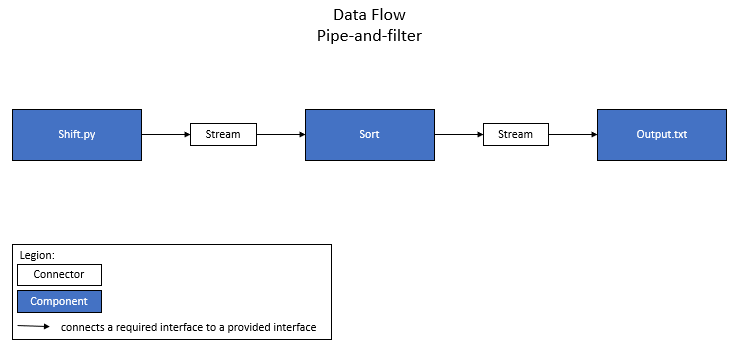 Data Flow
Pipe-and-filter
Shift.py
Stream
Sort
Stream
Output.txt
Legion:
Connector
Component
connects a required interface to a provided interface